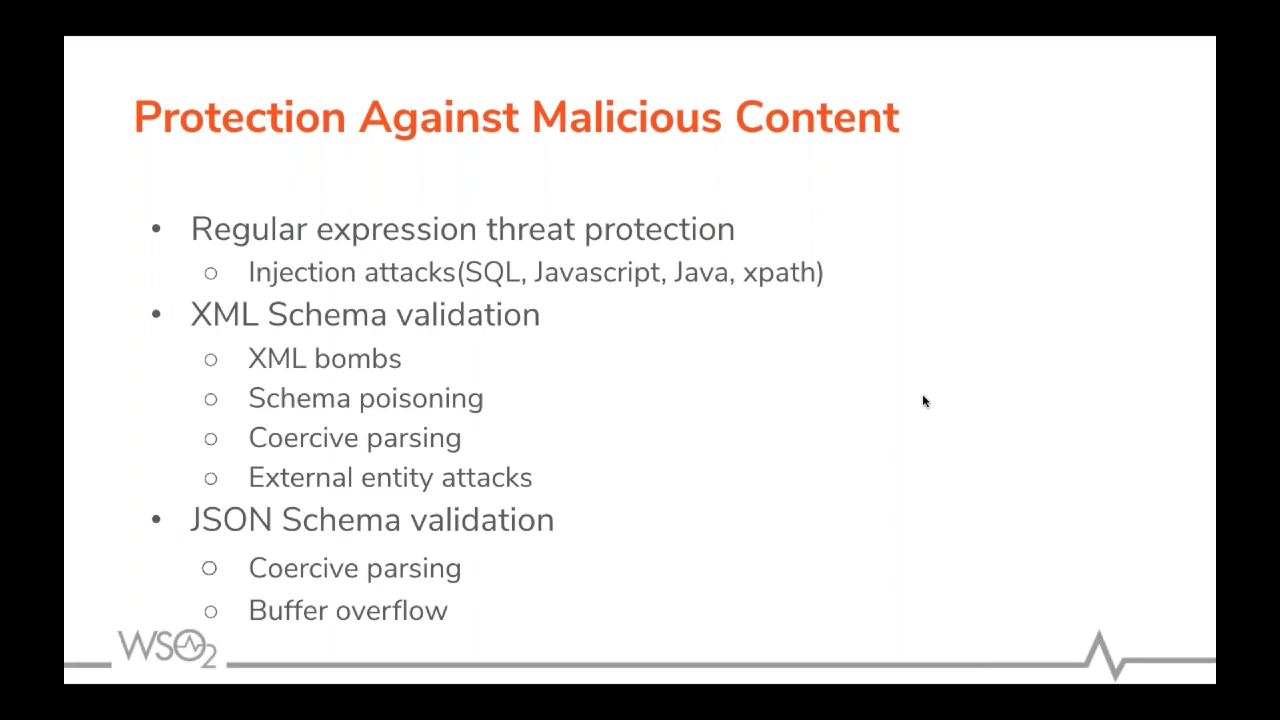 Protection Against Malicious Content
• Regular expression threat protection
○ Injection attacks(SQL, Javascript, Java, xpath)
• XML Schema validation
○ XML bombs
○ Schema poisoning
○ Coercive parsing
○ External entity attacks
• JSON Schema validation
○ Coercive parsing
○ Buffer overflow
WSO2